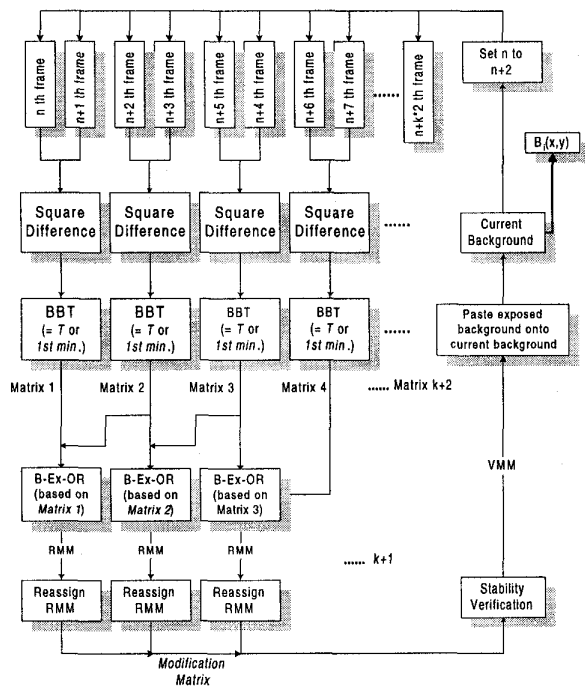 n th frame
n+1 th frame
n+2 th frame
n+3 th frame
n+5 th frame
n+4 th frame
n+6 th frame
n+7 th frame
......
n+k*2 th frame
Set n to
n+2
B_i(x,y)
Square
Difference
Square
Difference
Square
Difference
Square
Difference
......
Current
Background
BBT
(= T or
1st min.)
BBT
(= T or
1st min.)
BBT
(= T or
1st min.)
BBT
(= T or
1st min.)
......
Paste exposed
background onto
current background
Matrix 1
Matrix 2
Matrix 3
Matrix 4
...... Matrix k+2
VMM
B-Ex-OR
(based on
Matrix 1)
B-Ex-OR
(based on
Matrix 2)
B-Ex-OR
(based on
Matrix 3)
RMM
RMM
RMM
...... k+1
Reassign
RMM
Reassign
RMM
Reassign
RMM
Stability
Verification
Modification
Matrix